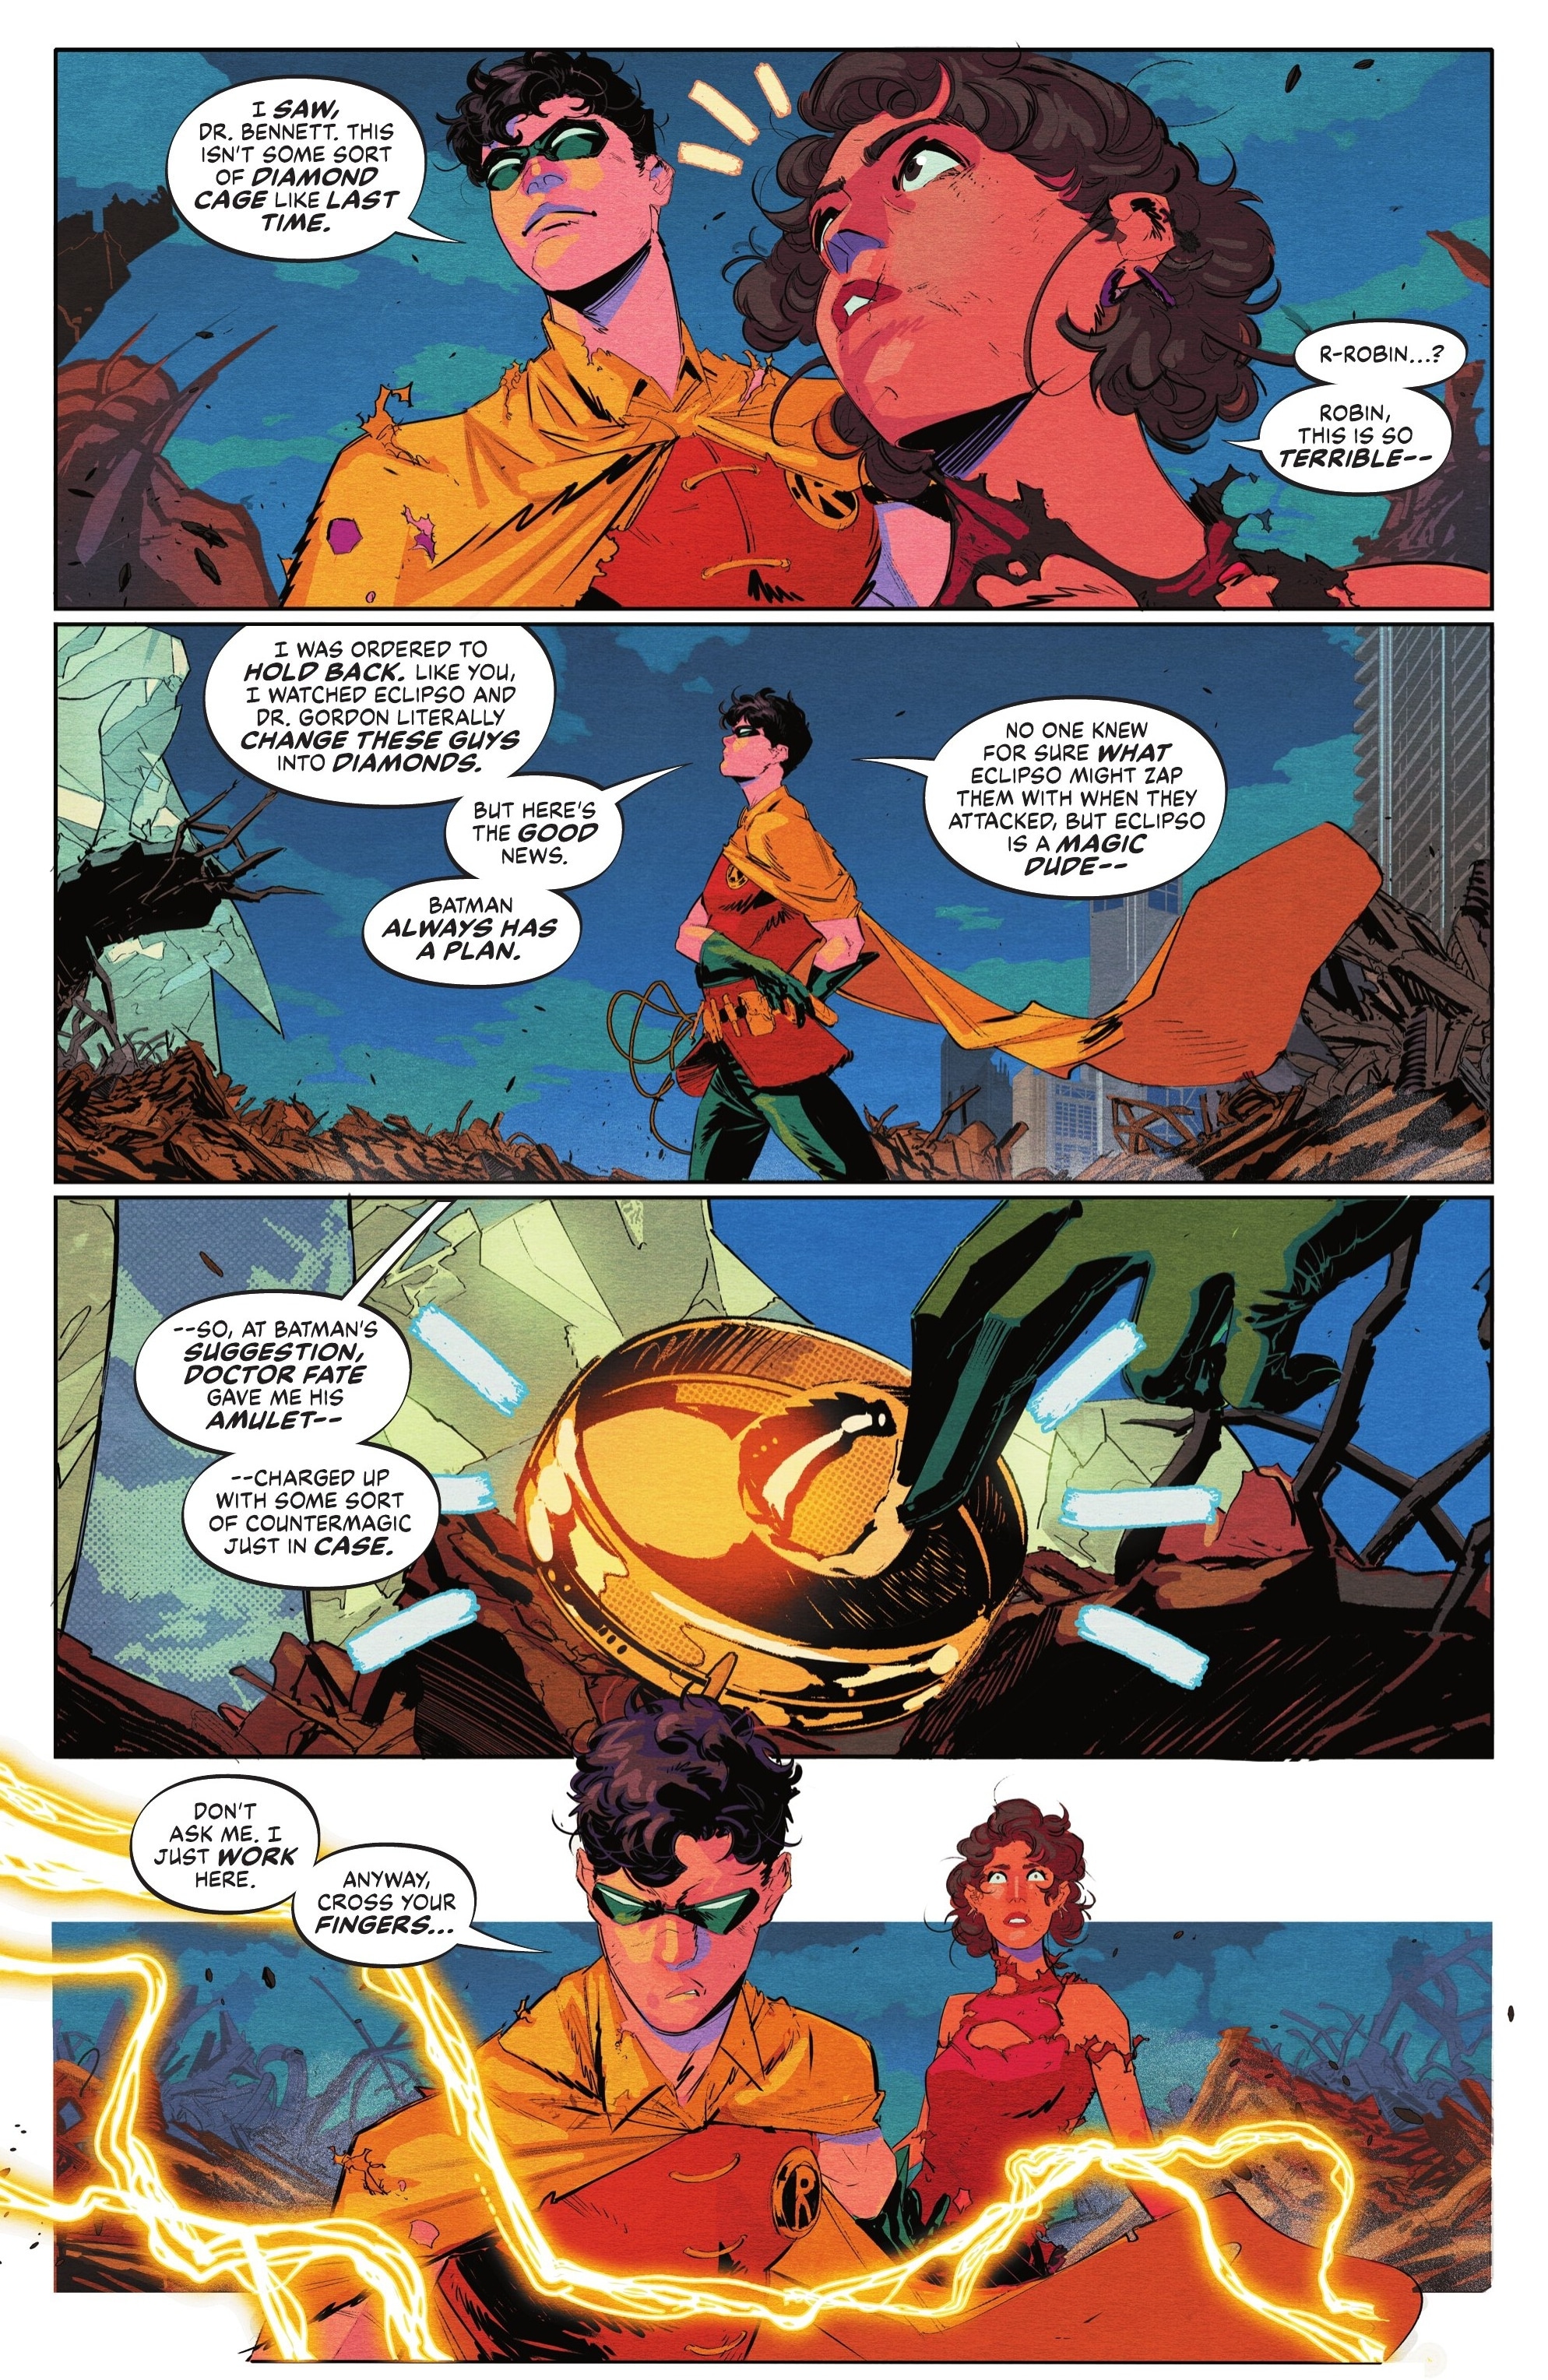 I SAW,
DR. BENNETT. THIS
ISN'T SOME SORT
OF DIAMOND
CAGE LIKE LAST
TIME.
R-ROBIN...?
ROBIN,
THIS IS SO
TERRIBLE--
R
I WAS ORDERED TO
HOLD BACK. LIKE YOU,
I WATCHED ECLIPSO AND
DR. GORDON LITERALLY
CHANGE THESE GUYS
INTO DIAMONDS.
BUT HERE'S
THE GOOD
NEWS.
BATMAN
ALWAYS HAS
A PLAN.
NO ONE KNEW
FOR SURE WHAT
ECLIPSO MIGHT ZAP
THEM WITH WHEN THEY
ATTACKED, BUT ECLIPSO
IS A MAGIC
DUDE--
R
--SO, AT BATMAN'S
SUGGESTION,
DOCTOR FATE
GAVE ME HIS
AMULET--
--CHARGED UP
WITH SOME SORT
OF COUNTERMAGIC
JUST IN CASE.
DON'T
ASK ME. I
JUST WORK
HERE.
ANYWAY,
CROSS YOUR
FINGERS...
R